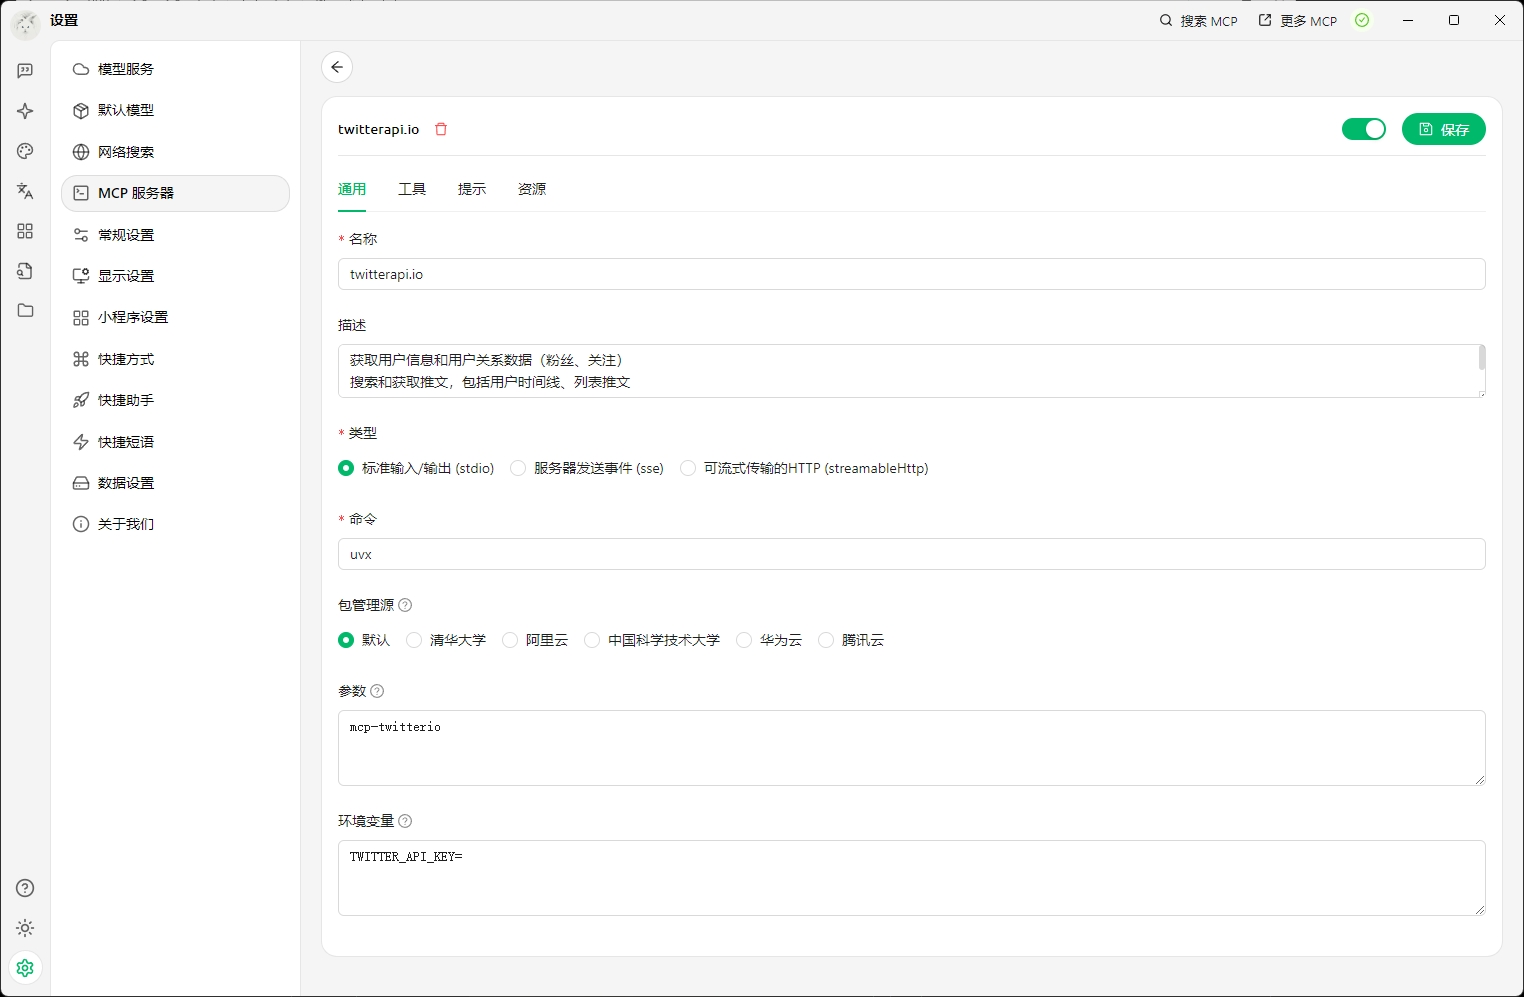 设置
搜索 MCP
更多 MCP
模型服务
默认模型
网络搜索
MCP 服务器
常规设置
显示设置
小程序设置
快捷方式
快捷助手
快捷短语
数据设置
关于我们
twitterapi.io
保存
通用 工具 提示 资源
* 名称
twitterapi.io
描述
获取用户信息和用户关系数据（粉丝、关注）
搜索和获取推文，包括用户时间线、列表推文
* 类型
标准输入/输出 (stdio) 服务器发送事件 (sse) 可流式传输的HTTP (streamableHttp)
* 命令
uvx
包管理源
默认 清华大学 阿里云 中国科学技术大学 华为云 腾讯云
参数
mcp-twitterio
环境变量
TWITTER_API_KEY=